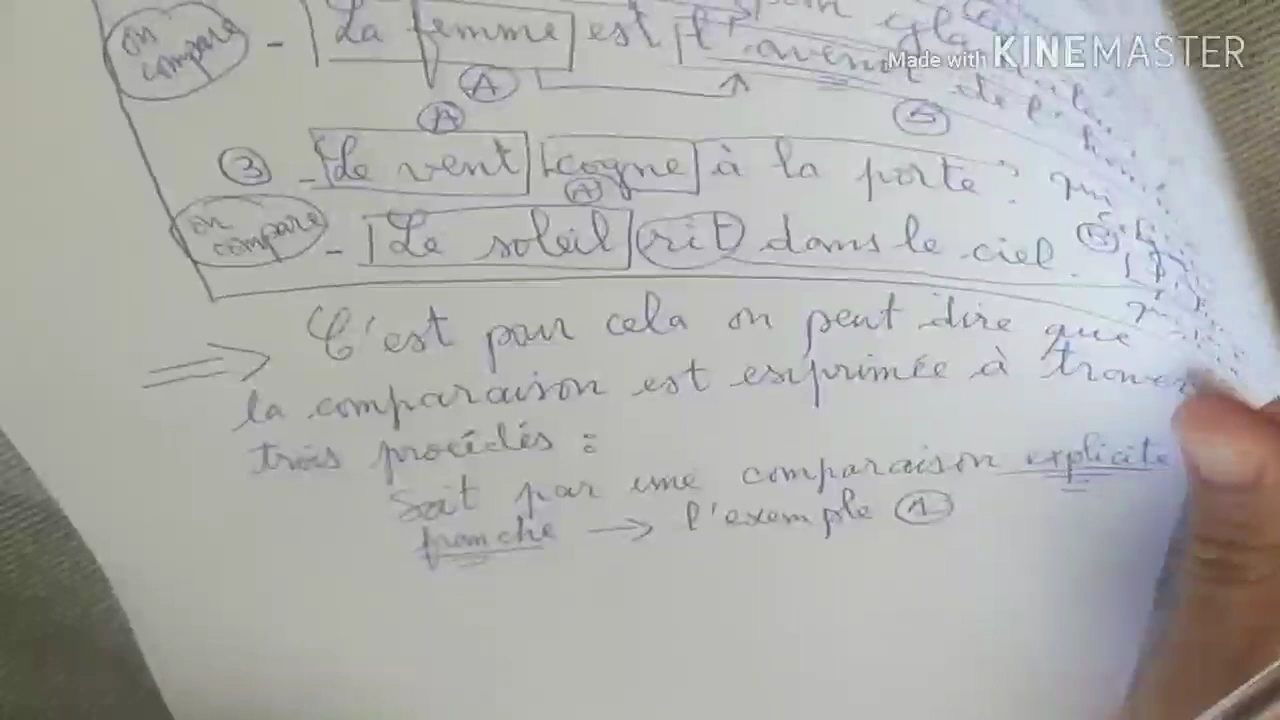 Made with KINEMASTER
on compare - La femme est l'avenir de l'
A
A
B
3 - Le vent cogne à la porte
A
on compare - Le soleil rit dans le ciel. B
⇒ C'est pour cela on peut dire que
la comparaison est exprimée à traver
trois procédés :
Soit par une comparaison explicite
franche → l'exemple 1